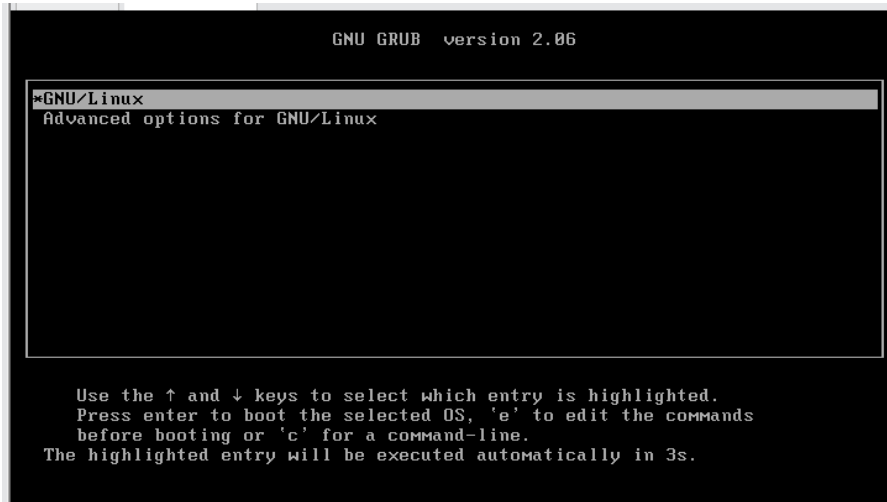 GNU GRUB  version 2.06
*GNU/Linux
Advanced options for GNU/Linux
Use the ↑ and ↓ keys to select which entry is highlighted.
Press enter to boot the selected OS, `e' to edit the commands
before booting or `c' for a command-line.
The highlighted entry will be executed automatically in 3s.